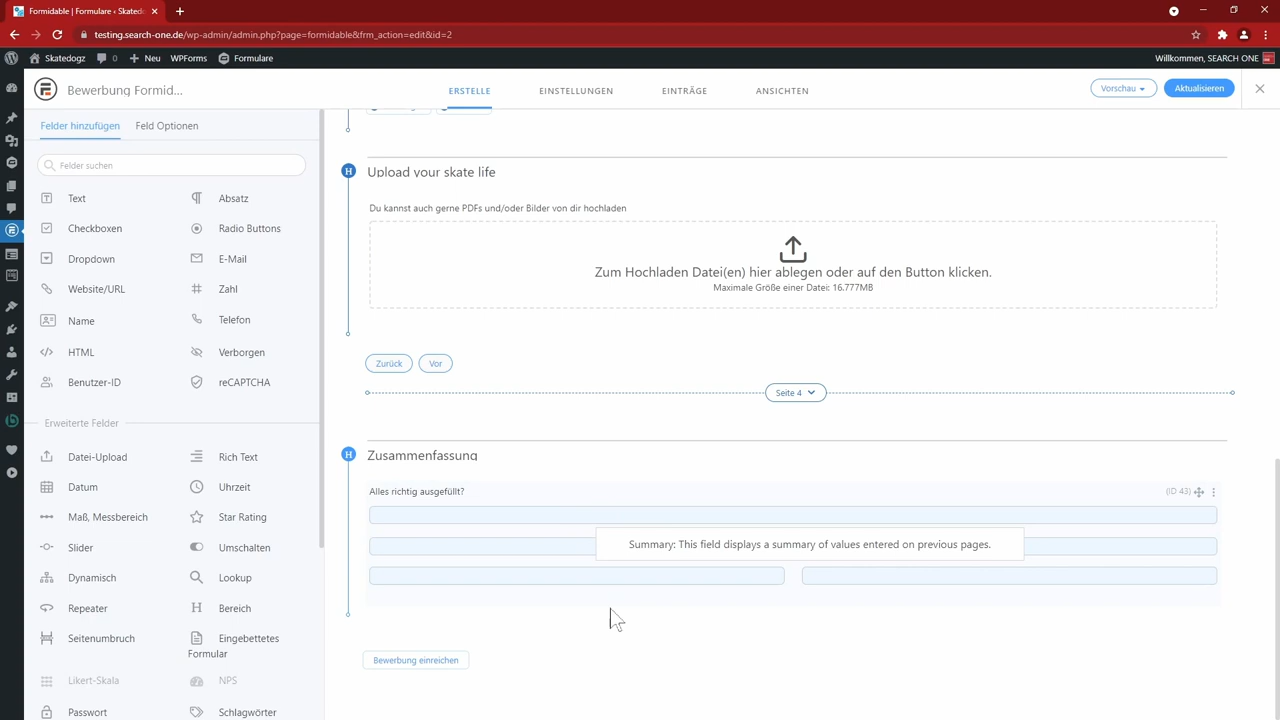 Formidable | Formulare ‹ Skatedo
testing.search-one.de/wp-admin/admin.php?page=formidable&frm_action=edit&id=2
Skatedogz 0 Neu WPForms Formulare Willkommen, SEARCH ONE
Bewerbung Formid... ERSTELLE EINSTELLUNGEN EINTRÄGE ANSICHTEN Vorschau Aktualisieren
Felder hinzufügen Feld Optionen
Felder suchen
Text Absatz
Checkboxen Radio Buttons
Dropdown E-Mail
Website/URL Zahl
Name Telefon
HTML Verborgen
Benutzer-ID reCAPTCHA
Erweiterte Felder
Datei-Upload Rich Text
Datum Uhrzeit
Maß, Messbereich Star Rating
Slider Umschalten
Dynamisch Lookup
Repeater Bereich
Seitenumbruch Eingebettetes
Formular
Likert-Skala NPS
Passwort Schlagwörter
H Upload your skate life
Du kannst auch gerne PDFs und/oder Bilder von dir hochladen
Zum Hochladen Datei(en) hier ablegen oder auf den Button klicken.
Maximale Größe einer Datei: 16.777MB
Zurück Vor
Seite 4
H Zusammenfassung
Alles richtig ausgefüllt? (ID 43)
Summary: This field displays a summary of values entered on previous pages.
Bewerbung einreichen